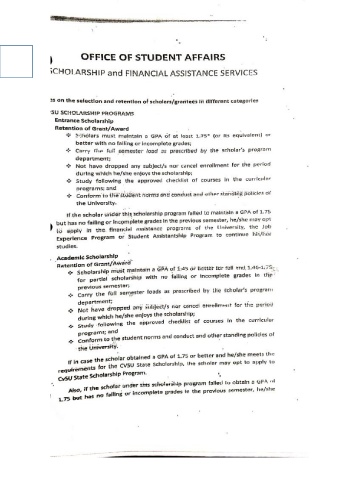 OFFICE OF STUDENT AFFAIRS
SCHOLARSHIP and FINANCIAL ASSISTANCE SERVICES
on the selection and retention of scholars/grantees in different categories
SU SCHOLARSHIP PROGRAMS
Entrance Scholarship
Retention of Grant/Award
❖ Scholars must maintain a GPA of at least 1.75* (or its equivalent) or
better with no failing or incomplete grades;
❖ Carry the full semester load as prescribed by the scholar's program
department;
❖ Not have dropped any subject/s nor cancel enrollment for the period
during which he/she enjoys the scholarship;
❖ Study following the approved checklist of courses in the curricular
programs; and
❖ Conform to the student norms and conduct and other standing policies of
the University.
If the scholar under this scholarship program failed to maintain a GPA of 1.75
but has no failing or incomplete grades in the previous semester, he/she may opt
to apply in the financial assistance programs of the University, the Job
Experience Program or Student Assistantship Program to continue his/her
studies.
Academic Scholarship
Retention of Grant/Award
❖ Scholarship must maintain a GPA of 1.45 or better for full and 1.46-1.75
for partial scholarship with no failing or incomplete grades in the
previous semester;
❖ Carry the full semester loads as prescribed by the scholar's program
department;
❖ Not have dropped any subject/s nor cancel enrollment for the period
during which he/she enjoys the scholarship;
❖ Study following the approved checklist of courses in the curricular
programs; and
❖ Conform to the student norms and conduct and other standing policies of
the University.
If in case the scholar obtained a GPA of 1.75 or better and he/she meets the
requirements for the CvSU State Scholarship, the scholar may opt to apply to
CvSU State Scholarship Program.
Also, if the scholar under this scholarship program failed to obtain a GPA of
1.75 but has no failing or incomplete grades in the previous semester, he/she